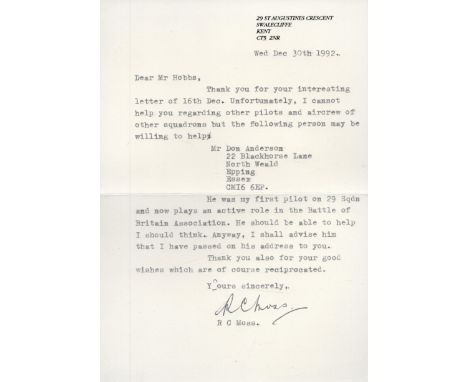 29 ST AUGUSTINES CRESCENT
SWALECLIFFE
KENT
CT5 2NR
Wed Dec 30th 1992.
Dear Mr Hobbs,
Thank you for your interesting
letter of 16th Dec. Unfortunately, I cannot
help you regarding other pilots and aircrew of
other squadrons but the following person may be
willing to help.
Mr Don Anderson
22 Blackhorse Lane
North Weald
Epping
Essex
CM16 6EP.
He was my first pilot on 29 Sqdn
and now plays an active role in the Battle of
Britain Association. He should be able to help
I should think. Anyway, I shall advise him
that I have passed on his address to you.
Thank you also for your good
wishes which are of course reciprocated.
Yours sincerely.
R C Moss.
R C Moss.